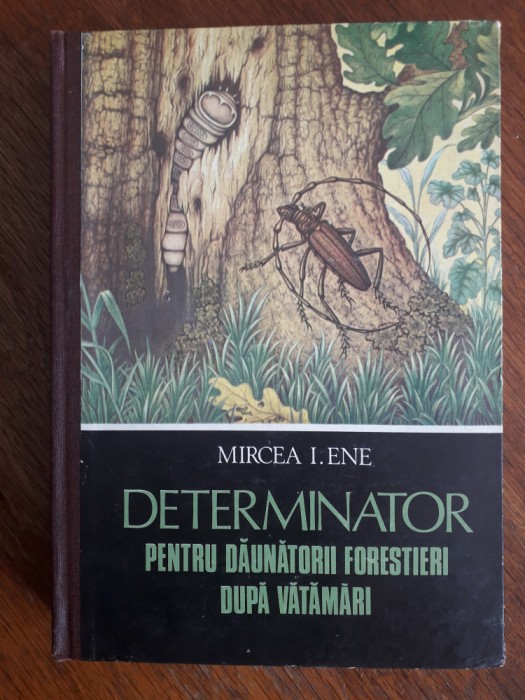 MIRCEA I. ENE
DETERMINATOR
PENTRU DĂUNĂTORII FORESTIERI
DUPĂ VĂTĂMĂRI